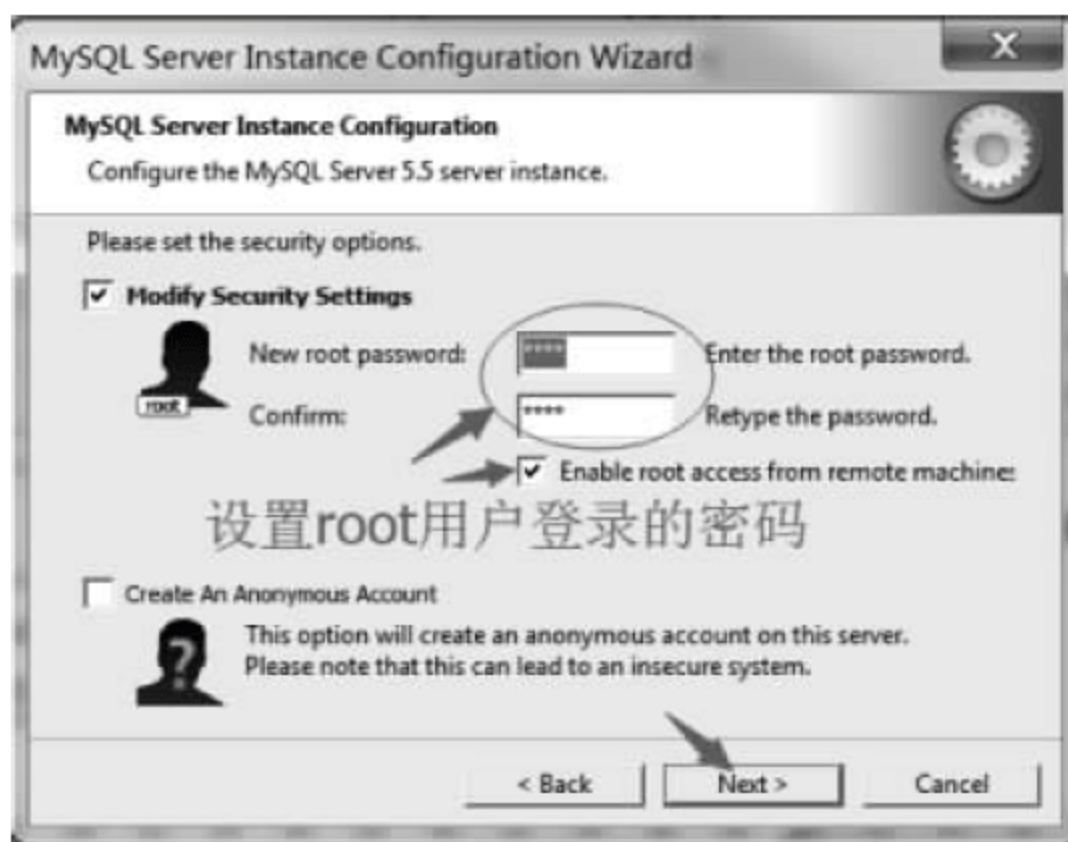 MySQL Server Instance Configuration Wizard
MySQL Server Instance Configuration
Configure the MySQL Server 5.5 server instance.
Please set the security options.
Modify Security Settings
New root password: **** Enter the root password.
root
Confirm: **** Retype the password.
Enable root access from remote machines
设置root用户登录的密码
Create An Anonymous Account
This option will create an anonymous account on this server.
Please note that this can lead to an insecure system.
?
< Back Next > Cancel